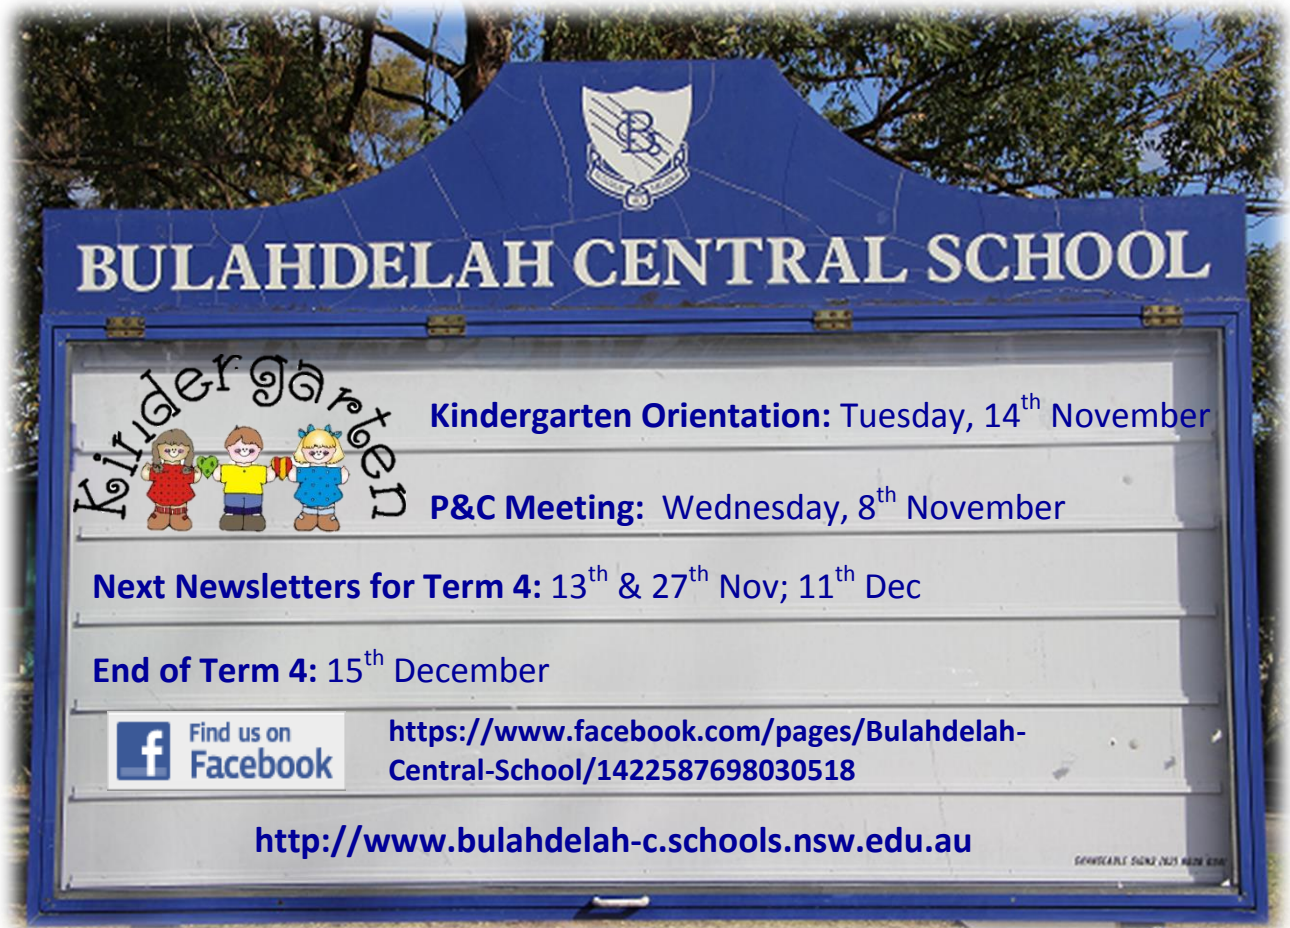 BC
BULAHDELAH CENTRAL SCHOOL
Kindergarten
Kindergarten Orientation: Tuesday, 14th November
P&C Meeting: Wednesday, 8th November
Next Newsletters for Term 4: 13th & 27th Nov; 11th Dec
End of Term 4: 15th December
Find us on
Facebook
https://www.facebook.com/pages/Bulahdelah-
Central-School/1422587698030518
http://www.bulahdelah-c.schools.nsw.edu.au